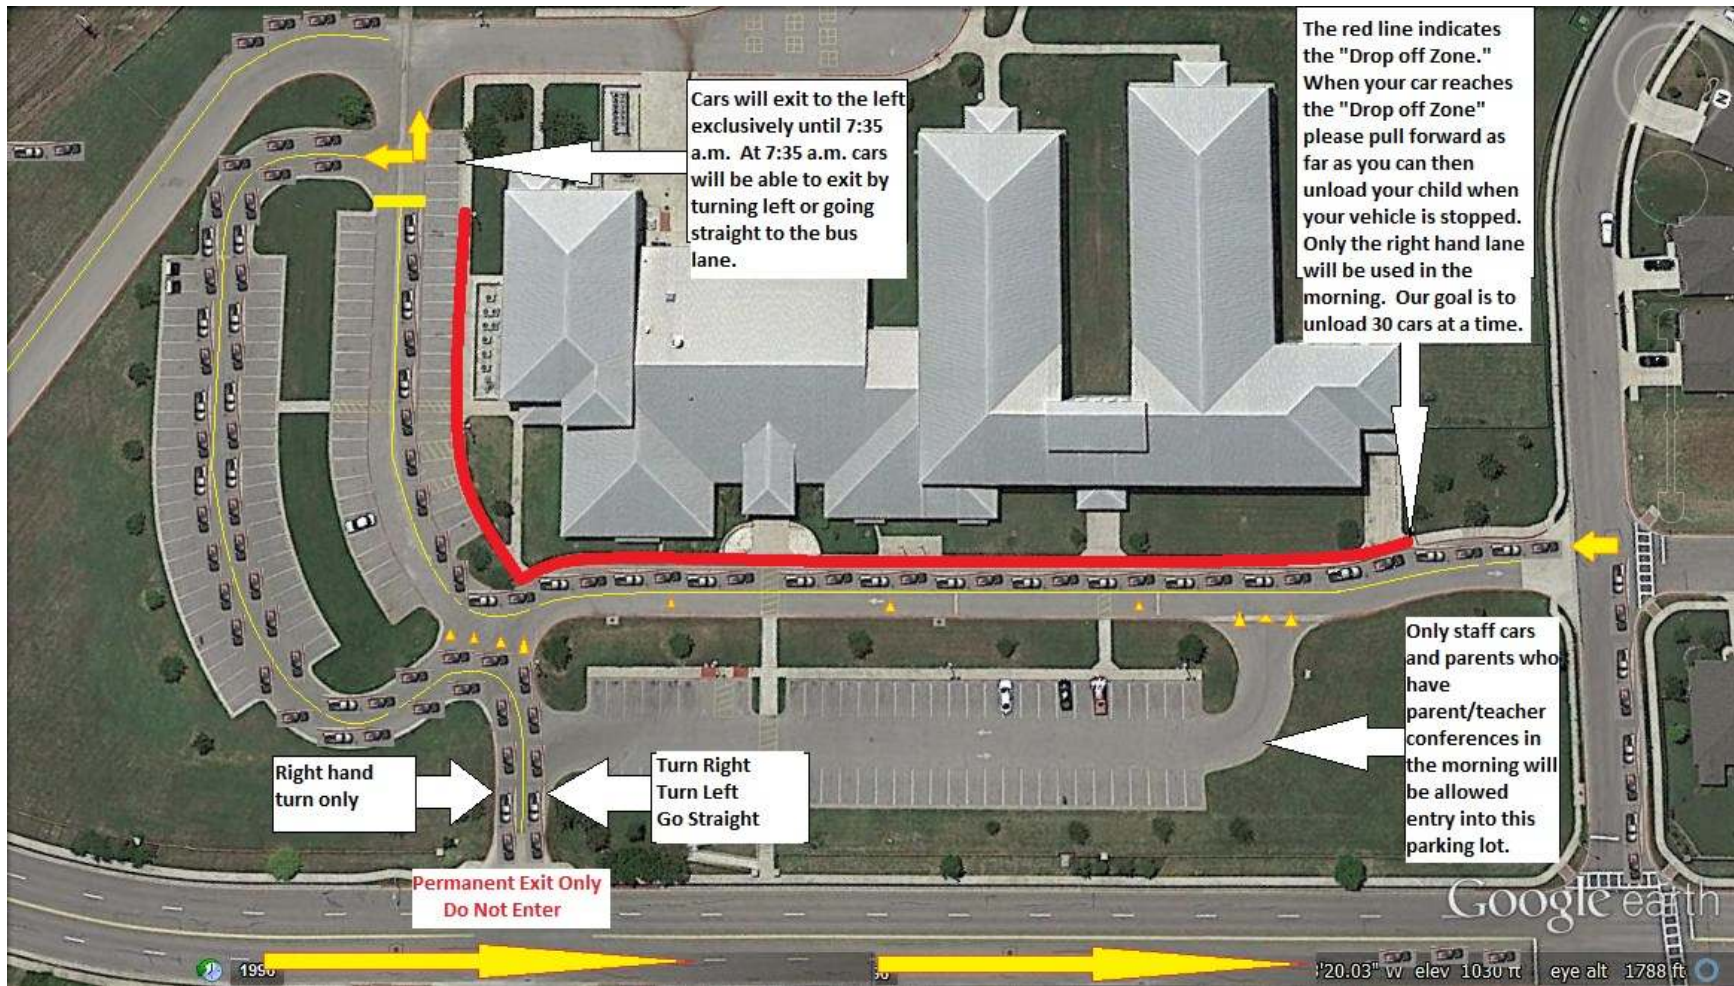 The red line indicates
the "Drop off Zone."
When your car reaches
the "Drop off Zone"
please pull forward as
far as you can then
unload your child when
your vehicle is stopped.
Only the right hand lane
will be used in the
morning.  Our goal is to
unload 30 cars at a time.
N
Cars will exit to the left
exclusively until 7:35
a.m.  At 7:35 a.m. cars
will be able to exit by
turning left or going
straight to the bus
lane.
Only staff cars
and parents who
have
parent/teacher
conferences in
the morning will
be allowed
entry into this
parking lot.
Right hand
turn only
Turn Right
Turn Left
Go Straight
Permanent Exit Only
Do Not Enter
Google earth
'20.03" W  elev  1030 ft    eye alt   1788 ft